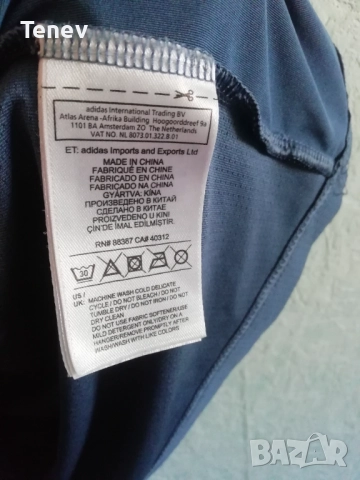 Tenev
adidas International Trading BV
Atlas Arena -Afrika Building Hoogoorddreef 9a
1101 BA Amsterdam ZO The Netherlands
V.A.T. No. NL 8073.01.322 B.01
ET: adidas Imports and Exports Ltd
MADE IN CHINA
FABRIQUÉ EN CHINE
FABRICADO EN CHINA
FABRICADO NA CHINA
GYÁRTVA: KÍNA
ПРОИЗВЕДЕНО В КИТАЕ
СДЕЛАНО В КИТАЕ
PROIZVEDENO U KINI
ÇİN'DE İMAL EDİLMİŞTİR.
RN# 88387 CA# 40312
30
US / UK: MACHINE WASH COLD DELICATE
CYCLE / DO NOT BLEACH / DO NOT
TUMBLE DRY / DO NOT IRON / DO NOT
DRY CLEAN
DO NOT USE FABRIC SOFTENER/USE
MILD DETERGENT ONLY/DRY ON A
HANGER/REMOVE PROMPTLY AFTER
WASH/WASH WITH LIKE COLORS
BAZAR
bg